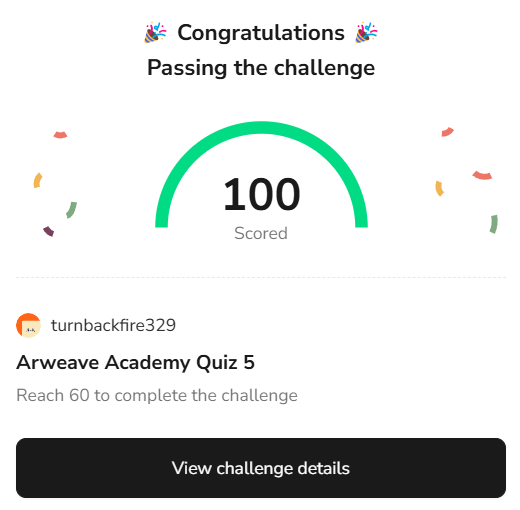 🎉 Congratulations 🎉
Passing the challenge
100
Scored
turnbackfire329
Arweave Academy Quiz 5
Reach 60 to complete the challenge
View challenge details